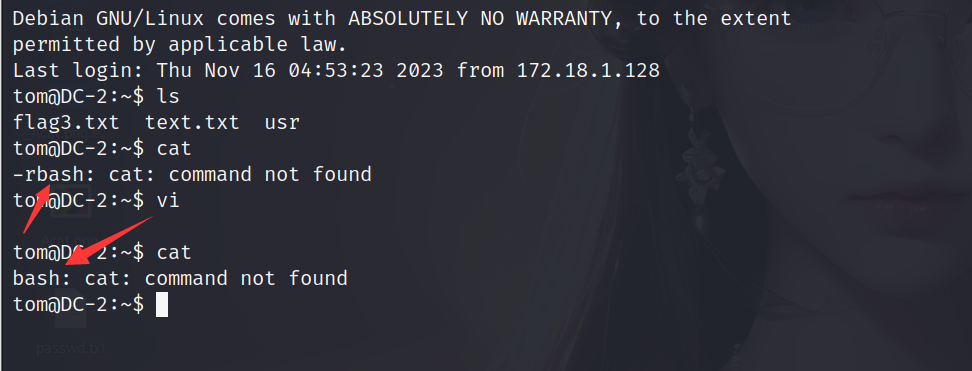 Debian GNU/Linux comes with ABSOLUTELY NO WARRANTY, to the extent
permitted by applicable law.
Last login: Thu Nov 16 04:53:23 2023 from 172.18.1.128
tom@DC-2:~$ ls
flag3.txt  text.txt  usr
tom@DC-2:~$ cat
-rbash: cat: command not found
tom@DC-2:~$ vi
tom@DC-2:~$ cat
bash: cat: command not found
tom@DC-2:~$
passwd.txt